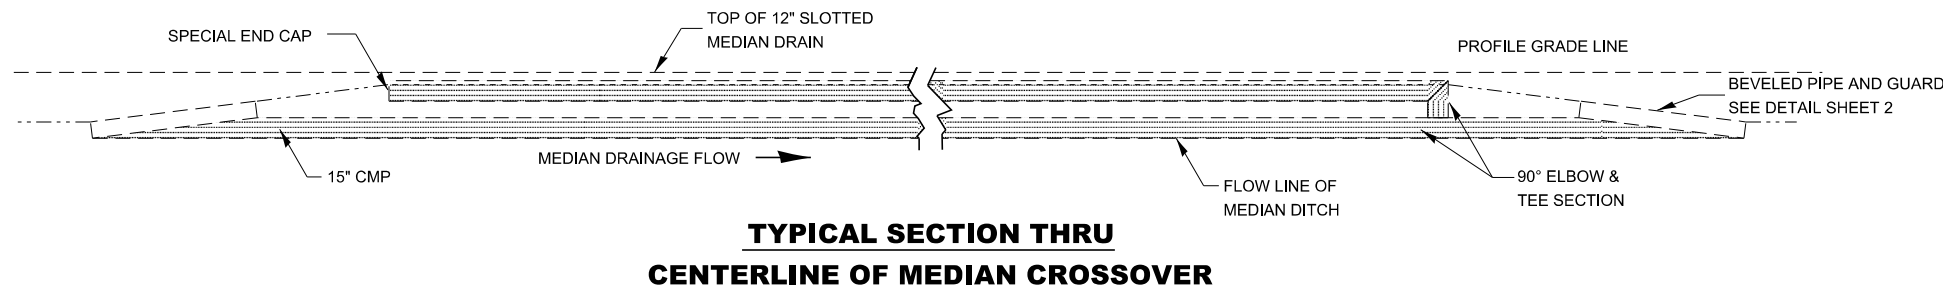 TOP OF 12" SLOTTED
MEDIAN DRAIN
SPECIAL END CAP
PROFILE GRADE LINE
BEVELED PIPE AND GUARD
SEE DETAIL SHEET 2
MEDIAN DRAINAGE FLOW
15" CMP
90° ELBOW &
TEE SECTION
FLOW LINE OF
MEDIAN DITCH
TYPICAL SECTION THRU
CENTERLINE OF MEDIAN CROSSOVER